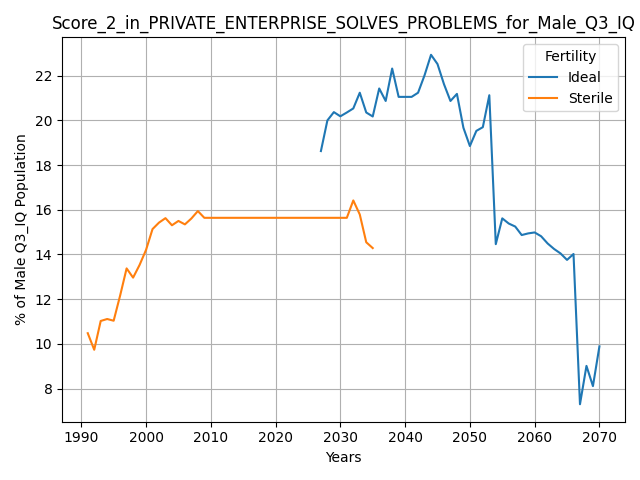 Score_2_in_PRIVATE_ENTERPRISE_SOLVES_PROBLEMS_for_Male_Q3_IQ
Fertility
Ideal
Sterile
% of Male Q3_IQ Population
22
20
18
16
14
12
10
8
1990 2000 2010 2020 2030 2040 2050 2060 2070
Years